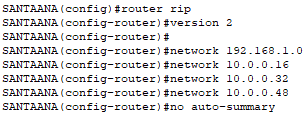 SANTAANA(config)#router rip
SANTAANA(config-router)#version 2
SANTAANA(config-router)#
SANTAANA(config-router)#network 192.168.1.0
SANTAANA(config-router)#network 10.0.0.16
SANTAANA(config-router)#network 10.0.0.32
SANTAANA(config-router)#network 10.0.0.48
SANTAANA(config-router)#no auto-summary